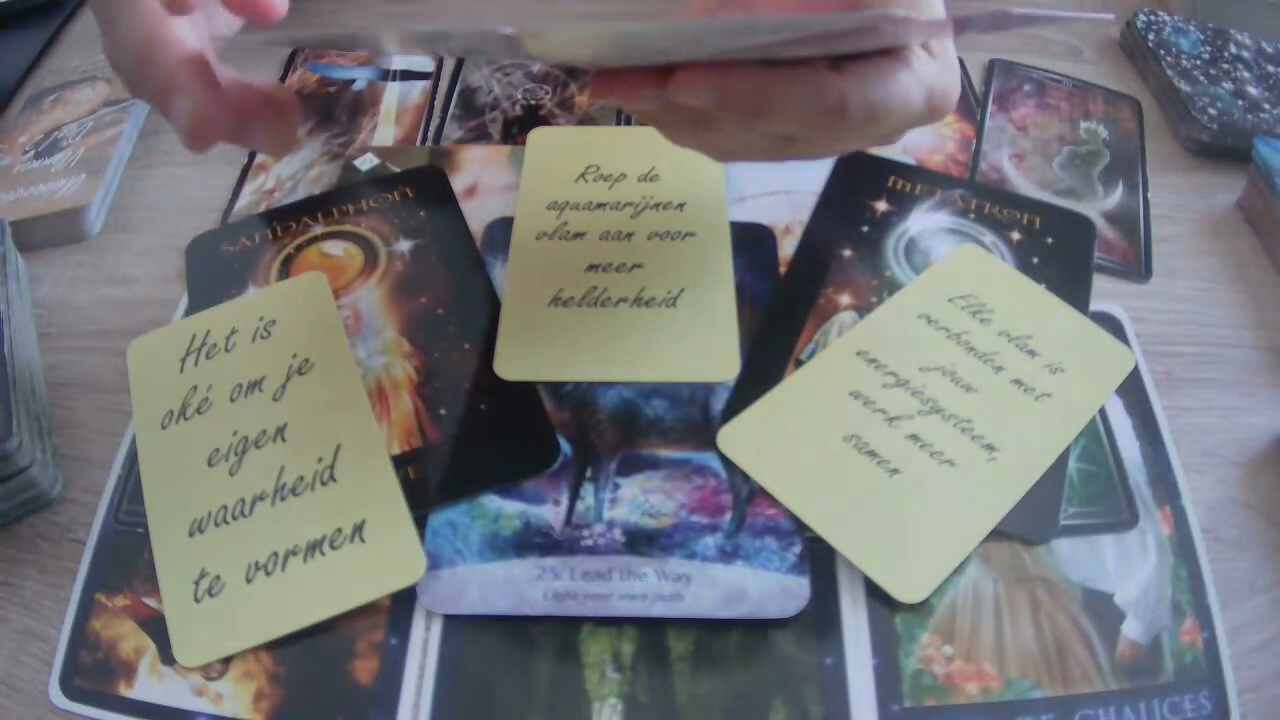 SANDALPHON
METATRON
Roep de
aquamarijnen
vlam aan voor
meer
helderheid
Het is
oké om je
eigen
waarheid
te vormen
Elke vlam is
verbonden met
jouw
energiesysteem,
werk meer
samen
25 Lead the Way
Light your own path
OF CHALICES